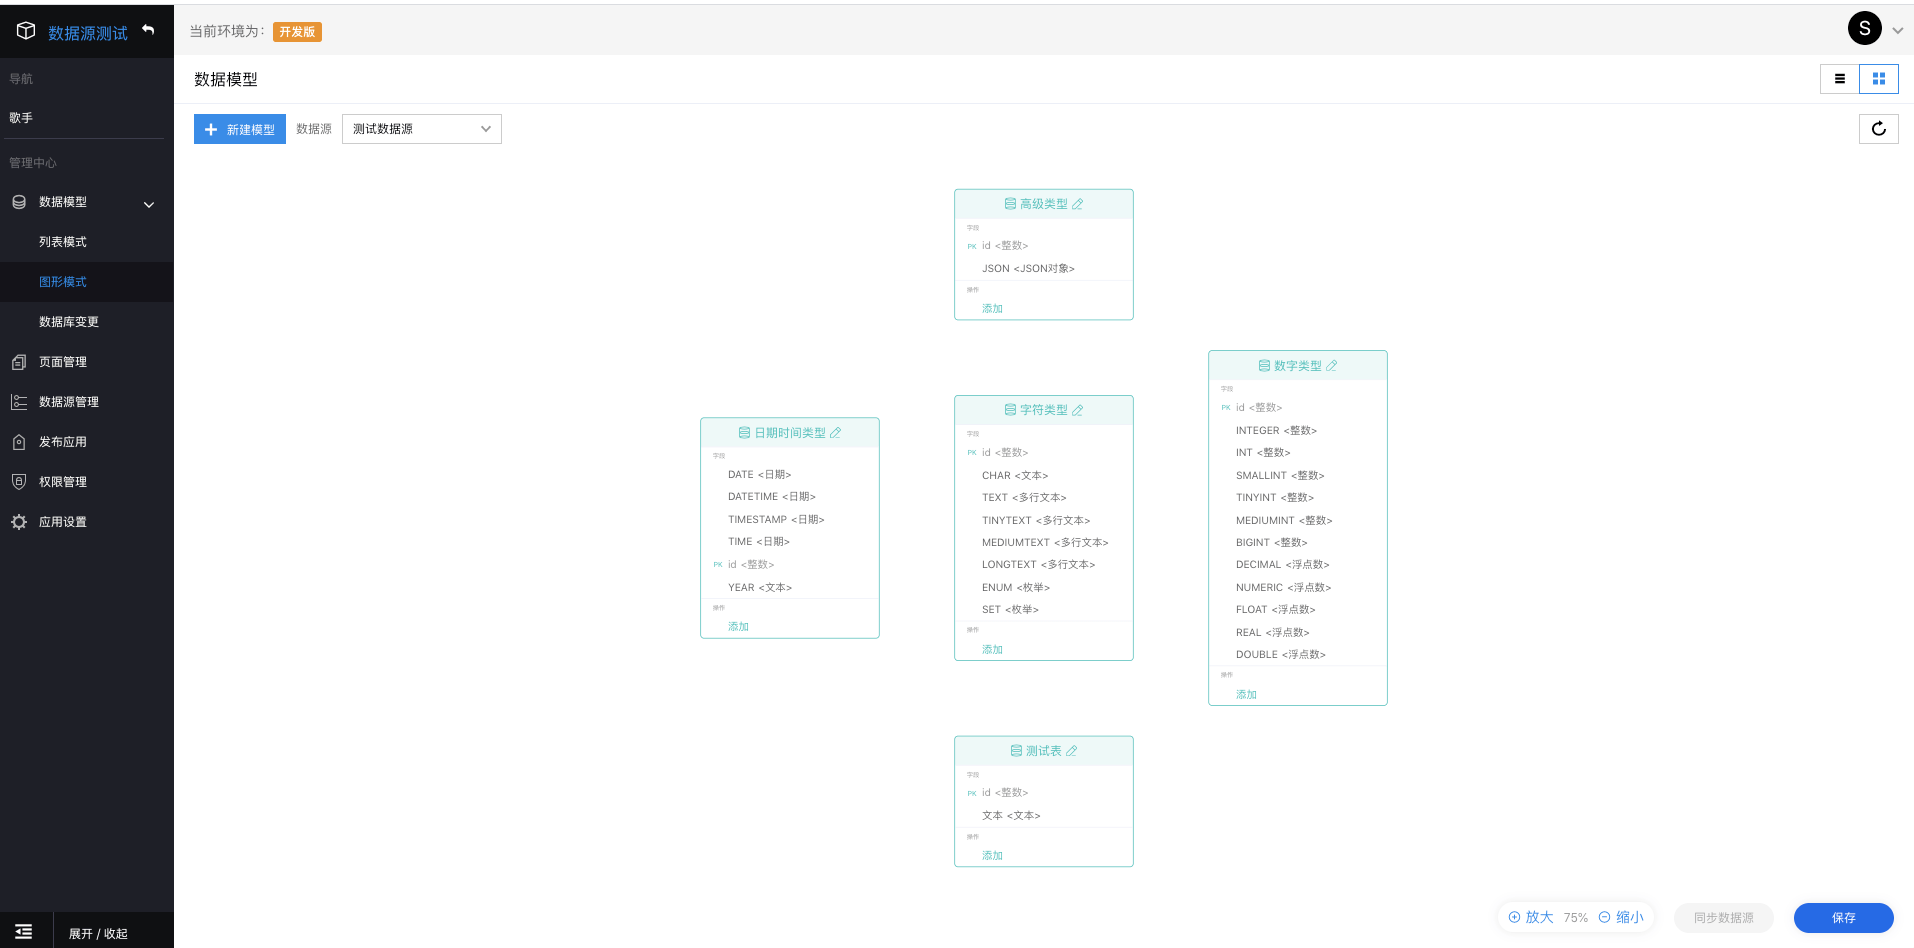 数据源测试
导航
歌手
管理中心
数据模型
列表模式
图形模式
数据库变更
页面管理
数据源管理
发布应用
权限管理
应用设置
展开 / 收起
当前环境为： 开发版
S
数据模型
新建模型 数据源 测试数据源
高级类型
字段
PK id <整数>
JSON <JSON对象>
操作
添加
日期时间类型
字段
DATE <日期>
DATETIME <日期>
TIMESTAMP <日期>
TIME <日期>
PK id <整数>
YEAR <文本>
操作
添加
字符类型
字段
PK id <整数>
CHAR <文本>
TEXT <多行文本>
TINYTEXT <多行文本>
MEDIUMTEXT <多行文本>
LONGTEXT <多行文本>
ENUM <枚举>
SET <枚举>
操作
添加
数字类型
字段
PK id <整数>
INTEGER <整数>
INT <整数>
SMALLINT <整数>
TINYINT <整数>
MEDIUMINT <整数>
BIGINT <整数>
DECIMAL <浮点数>
NUMERIC <浮点数>
FLOAT <浮点数>
REAL <浮点数>
DOUBLE <浮点数>
操作
添加
测试表
字段
PK id <整数>
文本 <文本>
操作
添加
放大 75% 缩小 同步数据源 保存